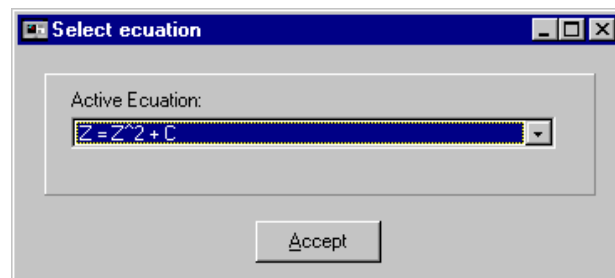 Select ecuation
Active Ecuation:
Z = Z^2 + C
Accept